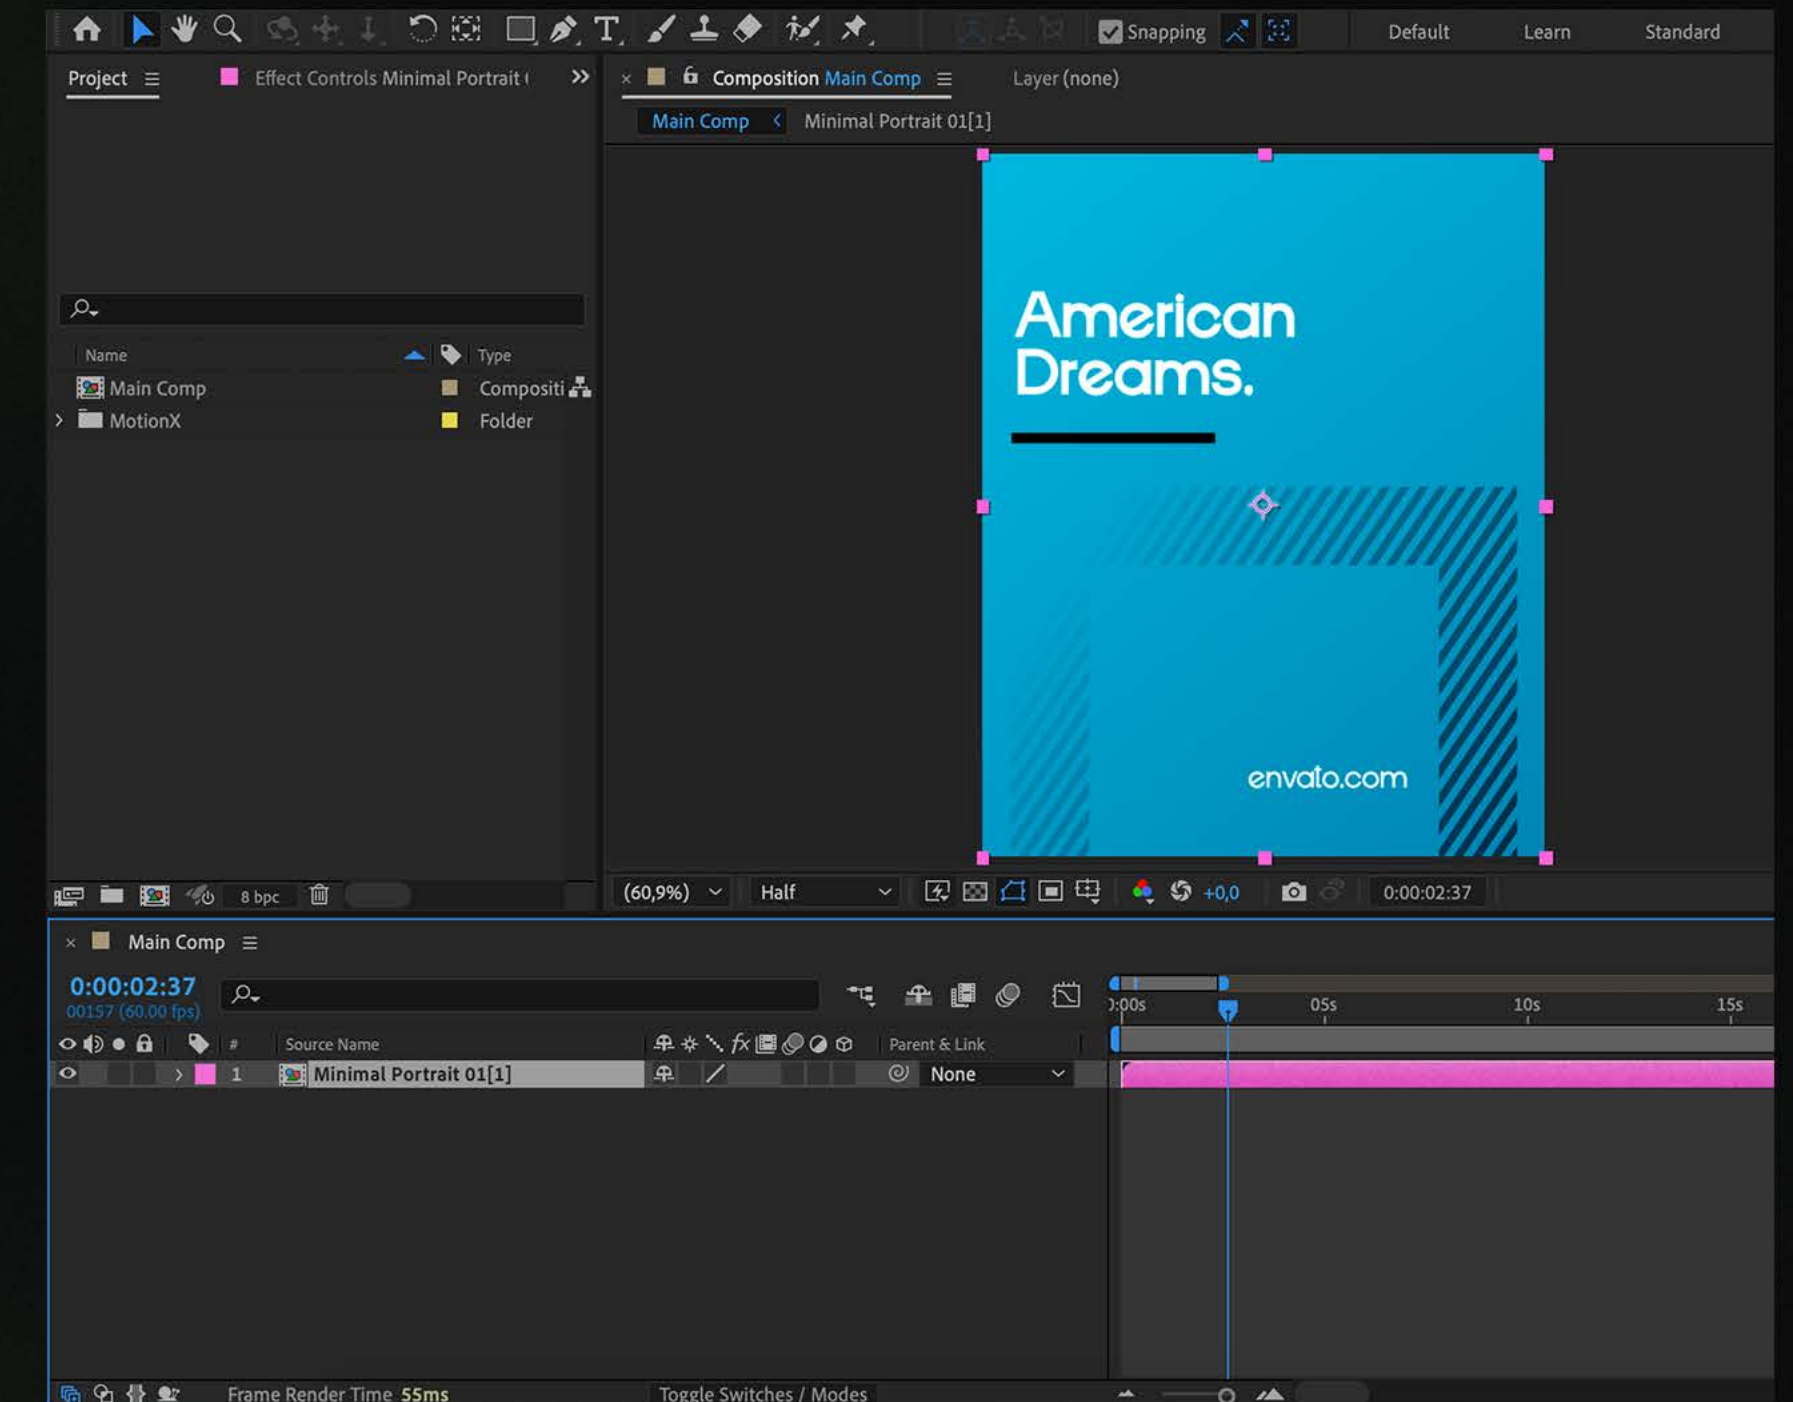 Snapping
Default
Learn
Standard
Project
Effect Controls Minimal Portrait
Composition Main Comp
Layer (none)
Main Comp
Minimal Portrait 01[1]
American
Dreams.
envato.com
Name
Type
Main Comp
Compositi
MotionX
Folder
8 bpc
(60,9%)
Half
+0,0
0:00:02:37
Main Comp
0:00:02:37
00157 (60.00 fps)
):00s
05s
10s
15s
#
Source Name
fx
Parent & Link
1
Minimal Portrait 01[1]
None
Frame Render Time 55ms
Toggle Switches / Modes